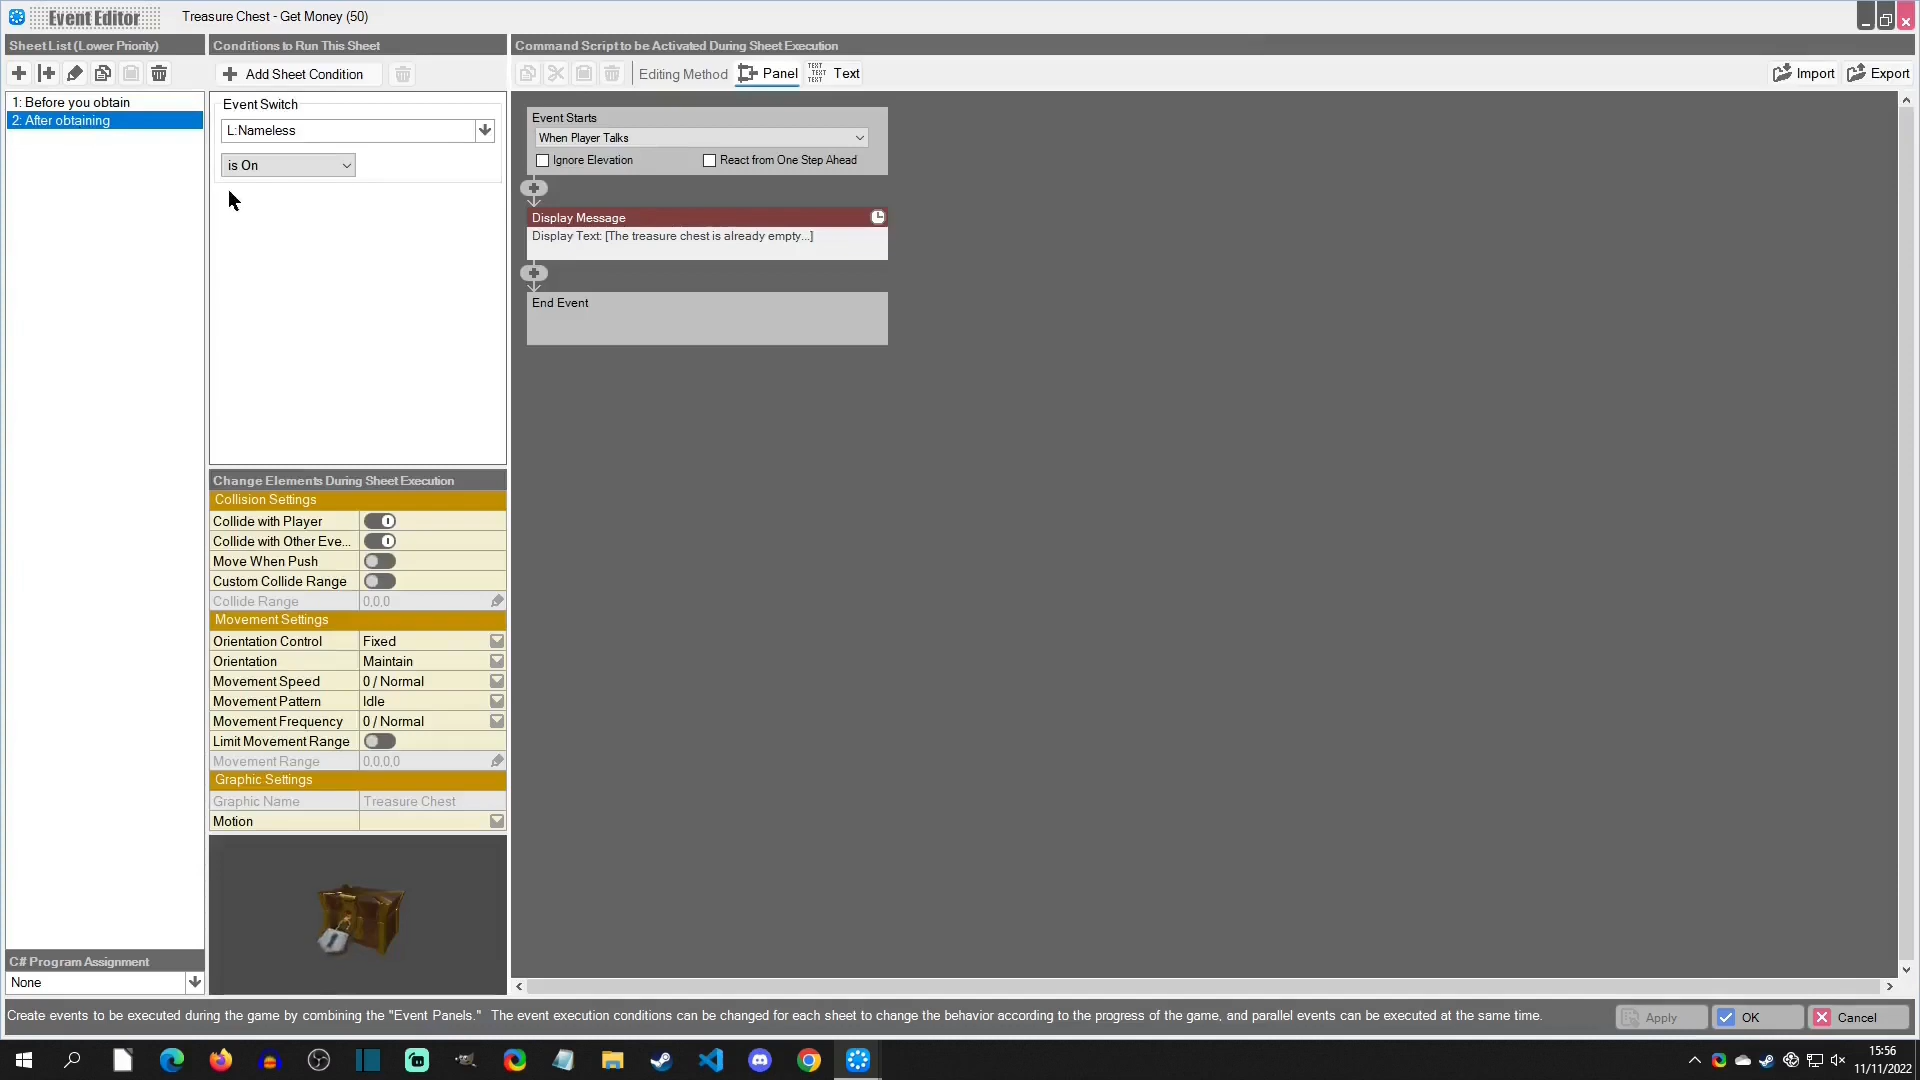 Event Editor
Treasure Chest - Get Money (50)
Sheet List (Lower Priority)
Conditions to Run This Sheet
Command Script to be Activated During Sheet Execution
Add Sheet Condition
Editing Method
Panel
TEXT
TEXT
TEXT
Text
Import
Export
1: Before you obtain
2: After obtaining
Event Switch
L:Nameless
is On
Event Starts
When Player Talks
Ignore Elevation
React from One Step Ahead
Display Message
Display Text: [The treasure chest is already empty...]
End Event
Change Elements During Sheet Execution
Collision Settings
Collide with Player
Collide with Other Eve...
Move When Push
Custom Collide Range
Collide Range 0,0,0
Movement Settings
Orientation Control Fixed
Orientation Maintain
Movement Speed 0 / Normal
Movement Pattern Idle
Movement Frequency 0 / Normal
Limit Movement Range
Movement Range 0,0,0,0
Graphic Settings
Graphic Name Treasure Chest
Motion
C# Program Assignment
None
Create events to be executed during the game by combining the "Event Panels." The event execution conditions can be changed for each sheet to change the behavior according to the progress of the game, and parallel events can be executed at the same time.
Apply
OK
Cancel
15:56
11/11/2022